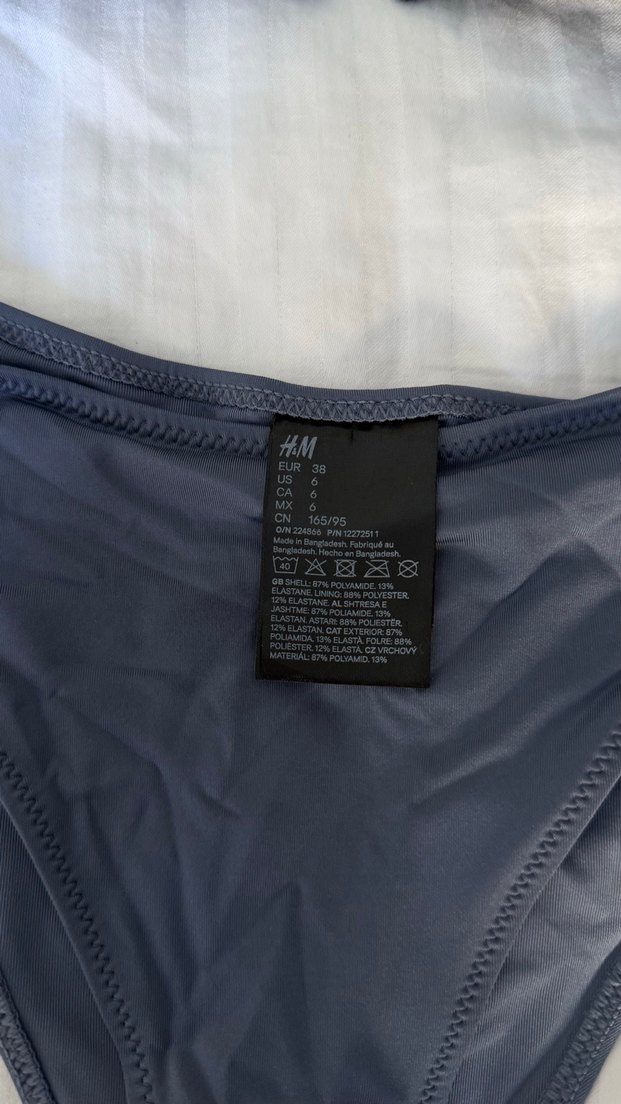 H&M
EUR 38
US 6
CA 6
MX 6
CN 165/95
O/N 224866 P/N 12272511
Made in Bangladesh. Fabriqué au
Bangladesh. Hecho en Bangladesh.
40
GB SHELL: 87% POLYAMIDE. 13%
ELASTANE. LINING: 88% POLYESTER.
12% ELASTANE. AL SHTRESA E
JASHTME: 87% POLIAMIDE. 13%
ELASTAN. ASTARI: 88% POLIESTËR.
12% ELASTAN. CAT EXTERIOR: 87%
POLIAMIDA. 13% ELASTÀ. FOLRE: 88%
POLIÈSTER. 12% ELASTÀ. CZ VRCHOVÝ
MATERIÁL: 87% POLYAMID. 13%